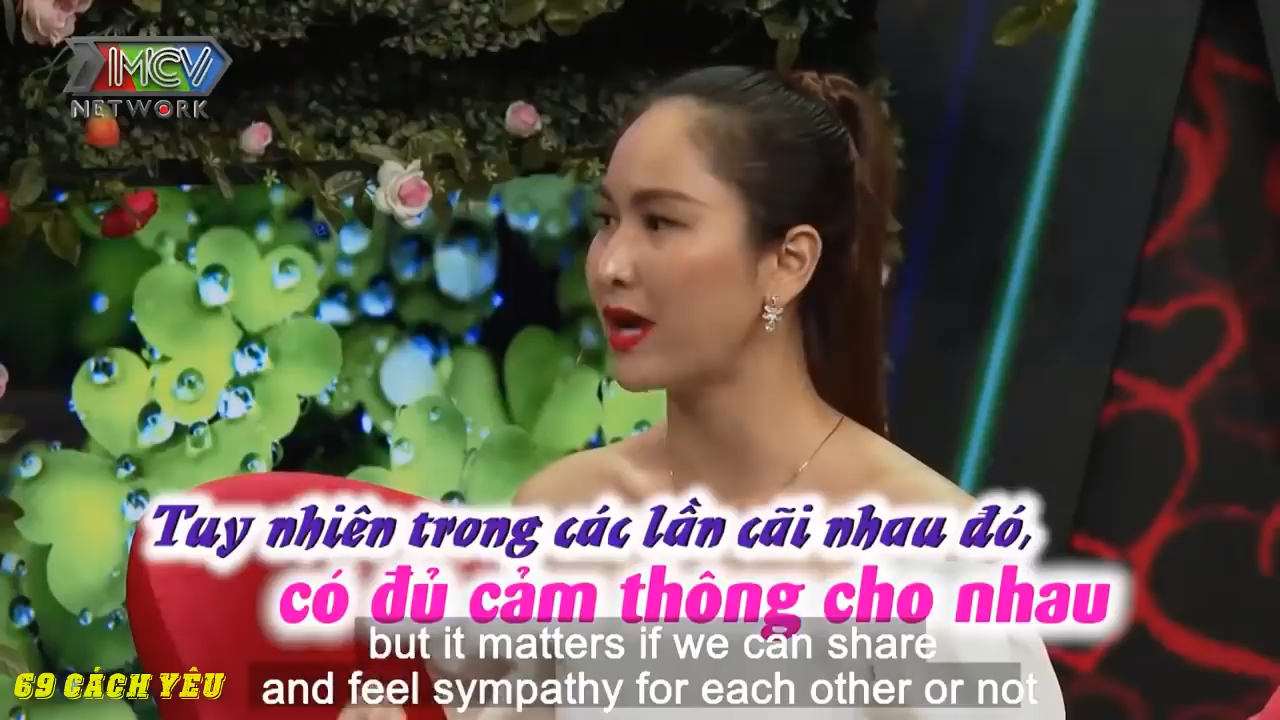 MCV
NETWORK
Tuy nhiên trong các lần cãi nhau đó,
có đủ cảm thông cho nhau
but it matters if we can share
and feel sympathy for each other or not
69 CÁCH YÊU